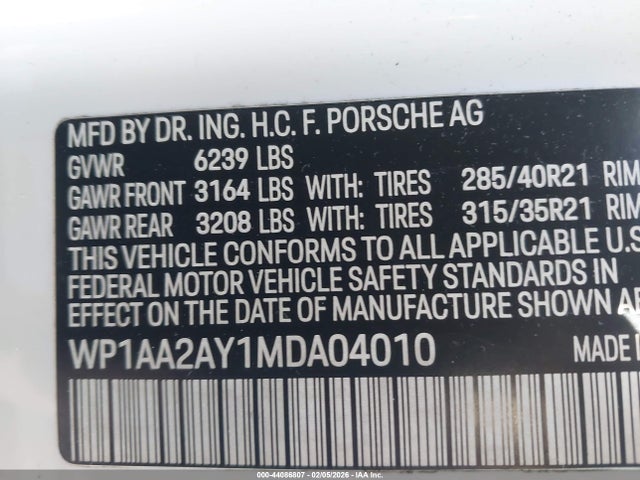 MFD BY DR. ING. H.C. F. PORSCHE AG
GVWR 6239 LBS
GAWR FRONT 3164 LBS WITH: TIRES 285/40R21 RIM
GAWR REAR 3208 LBS WITH: TIRES 315/35R21 RIM
THIS VEHICLE CONFORMS TO ALL APPLICABLE U.S
FEDERAL MOTOR VEHICLE SAFETY STANDARDS IN
EFFECT ON THE DATE OF MANUFACTURE SHOWN AB
WP1AA2AY1MDA04010 MADE
000-44086807 - 02/05/2026 - IAA Inc.